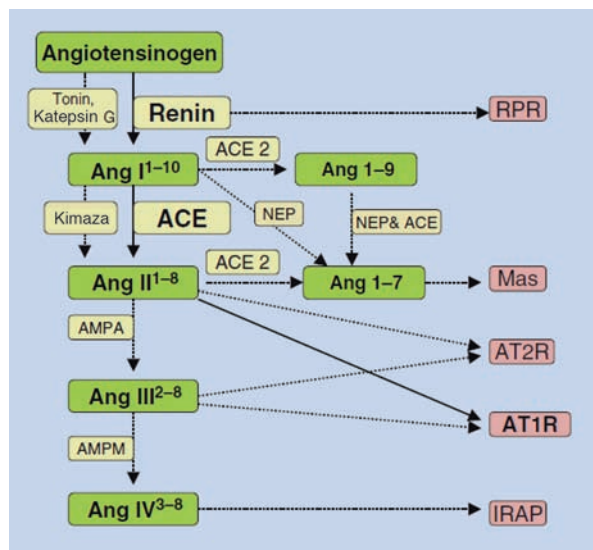 Angiotensinogen
Tonin,
Katepsin G
Renin
RPR
ACE 2
Ang I¹⁻¹⁰
Ang 1–9
Kimaza
ACE
NEP
NEP& ACE
ACE 2
Ang II¹⁻⁸
Ang 1–7
Mas
AMPA
AT2R
Ang III²⁻⁸
AT1R
AMPM
Ang IV³⁻⁸
IRAP